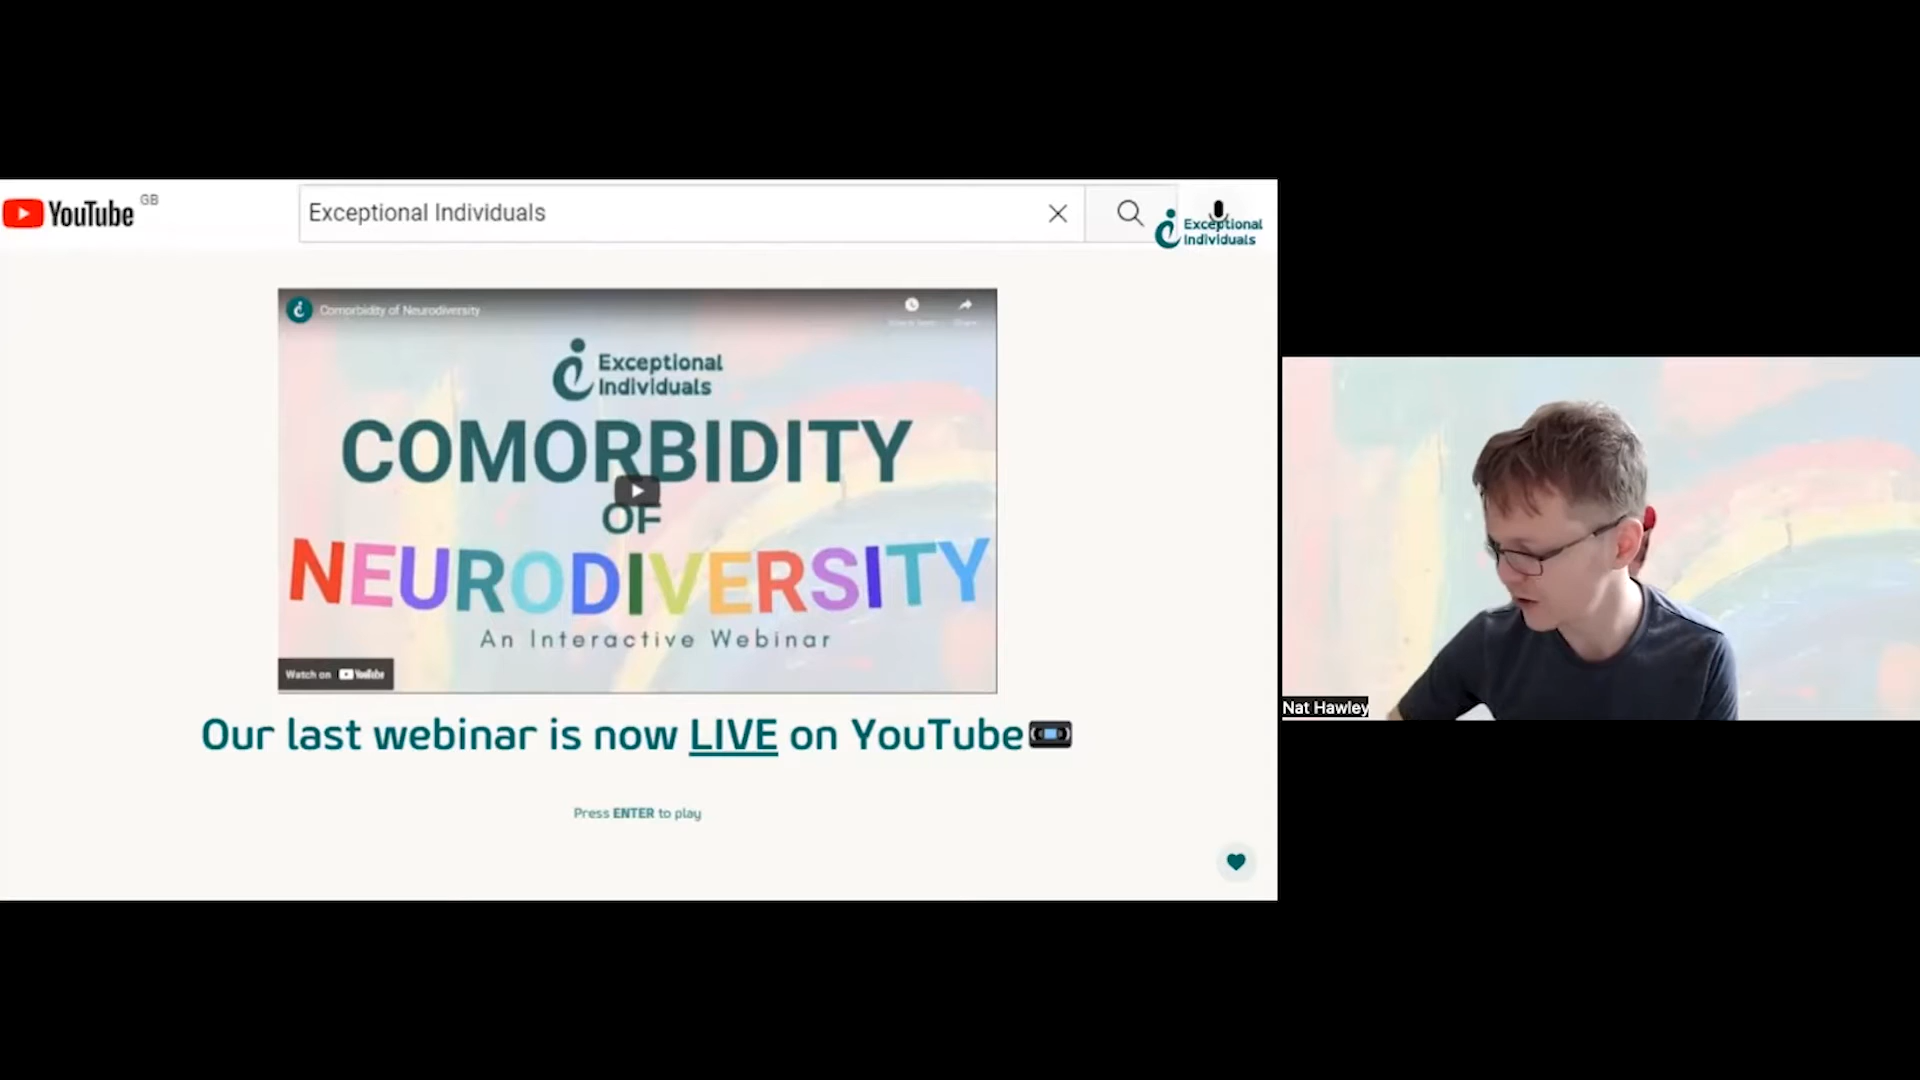 YouTube GB
Exceptional Individuals
Exceptional
Individuals
Comorbidity of Neurodiversity
Exceptional
Individuals
COMORBIDITY
OF
NEURODIVERSITY
An Interactive Webinar
Watch on YouTube
Our last webinar is now LIVE on YouTube
Press ENTER to play
Nat Hawley